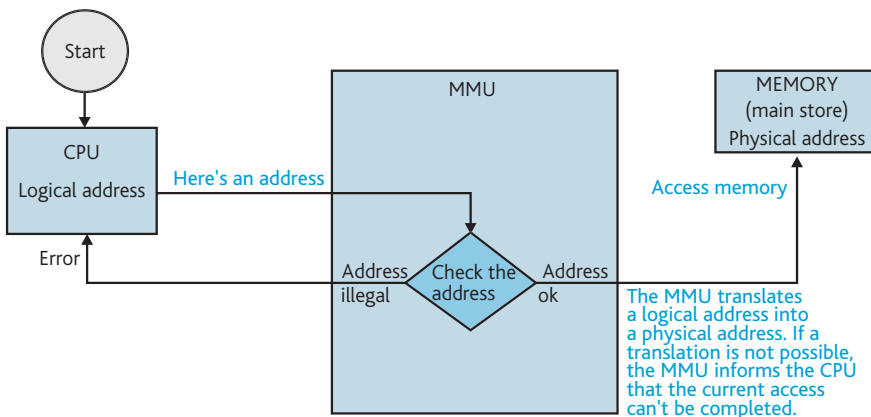 Start
CPU
Logical address
Here's an address
Error
MMU
Address
illegal
Check the
address
Address
ok
MEMORY
(main store)
Physical address
Access memory
The MMU translates
a logical address into
a physical address. If a
translation is not possible,
the MMU informs the CPU
that the current access
can't be completed.